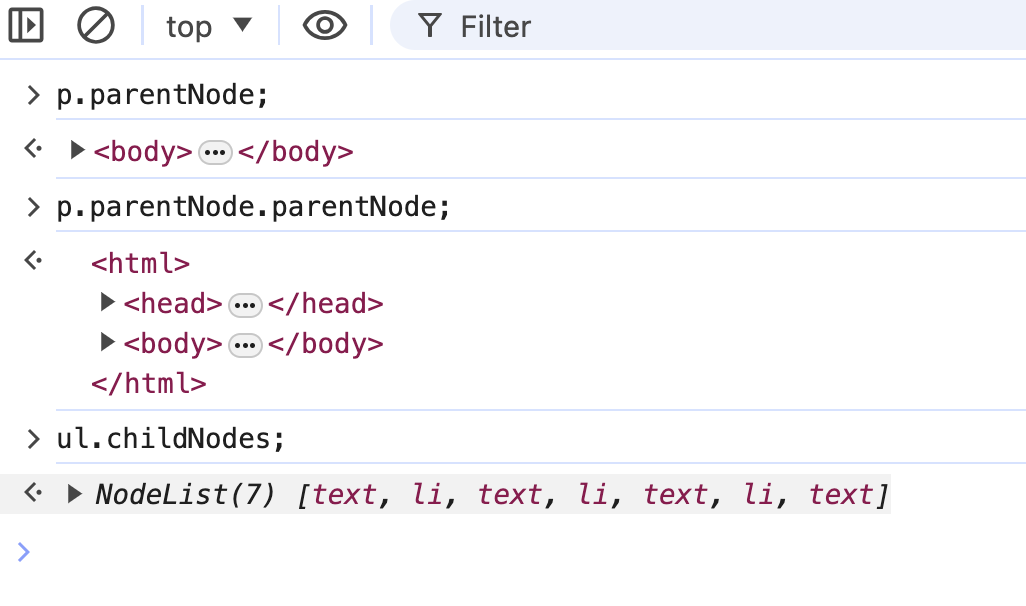 top Filter
p.parentNode;
<body>…</body>
p.parentNode.parentNode;
<html>
<head>…</head>
<body>…</body>
</html>
ul.childNodes;
NodeList(7) [text, li, text, li, text, li, text]